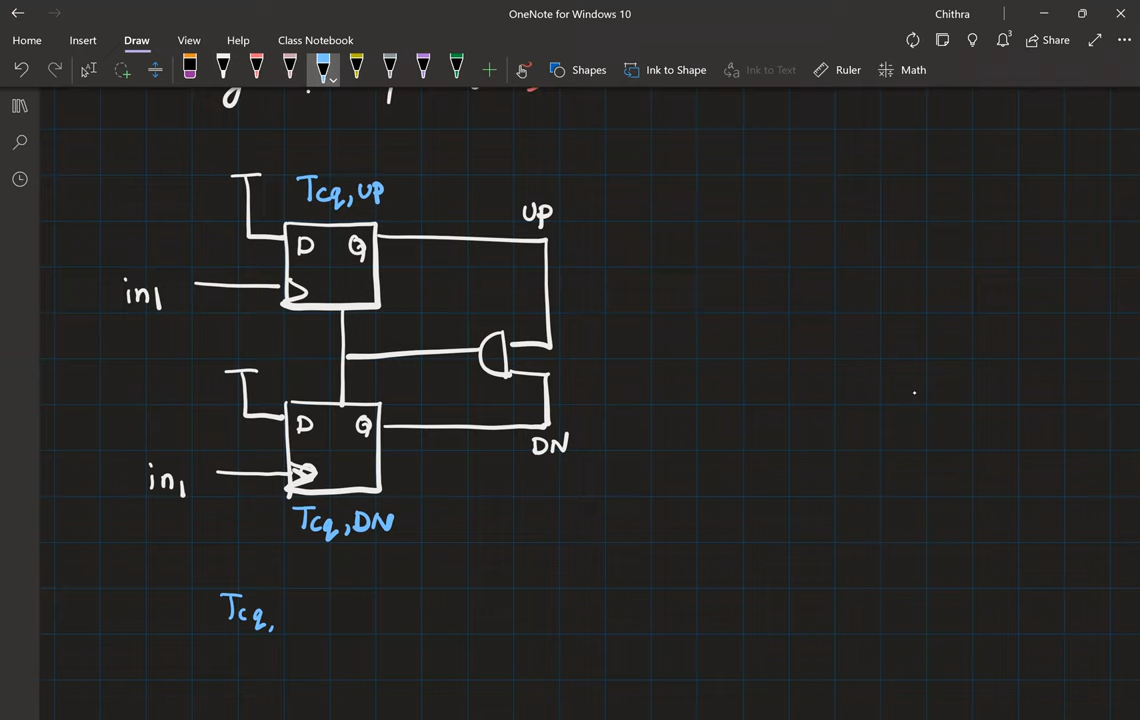 OneNote for Windows 10
Chithra
Home Insert Draw View Help Class Notebook
3
Share
Shapes Ink to Shape Ink to Text Ruler Math
Tcq, UP
UP
D Q
in1
D Q
DN
in1
Tcq, DN
Tcq,